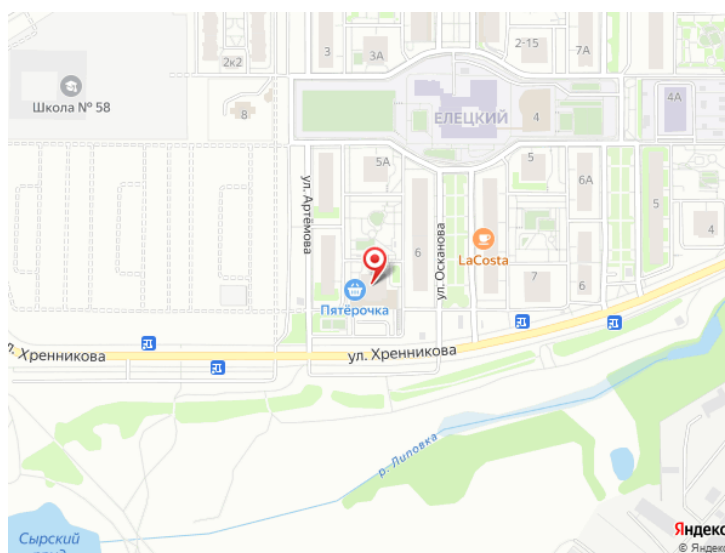 3
3А
2-15
7А
2к2
Школа № 58
8
ЕЛЕЦКИЙ
4
4А
5А
5
6А
ул. Артёмова
ул. Осканова
6
5
4
LaCosta
7
6
Пятёрочка
ул. Хренникова
л. Хренникова
р. Липовка
Сырский
Яндекс
© Яндекс